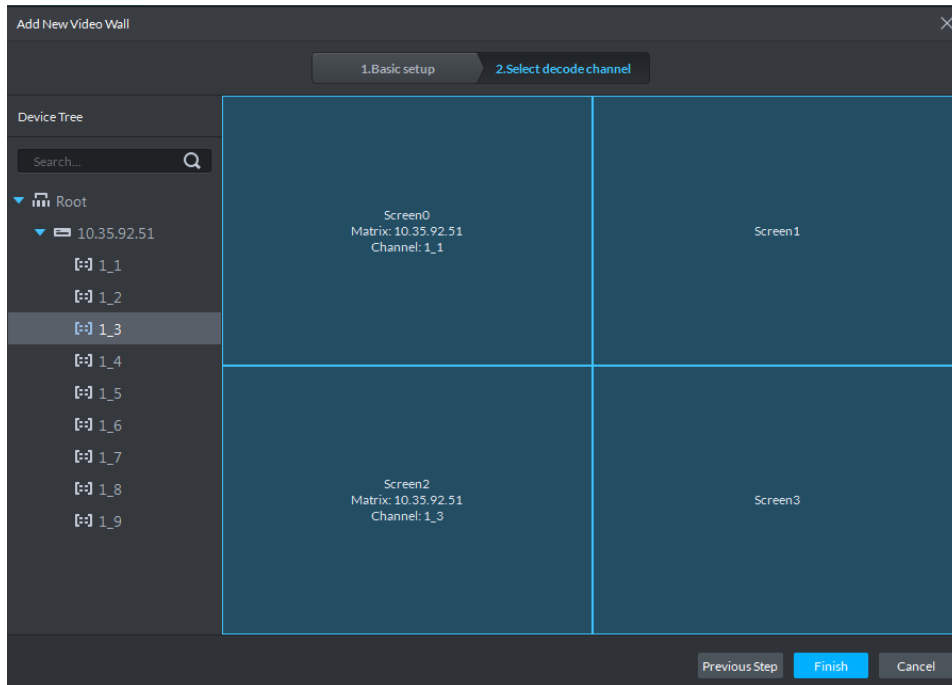 Add New Video Wall
1.Basic setup
2.Select decode channel
Device Tree
Search...
Root
10.35.92.51
1_1
1_2
1_3
1_4
1_5
1_6
1_7
1_8
1_9
Screen0
Matrix: 10.35.92.51
Channel: 1_1
Screen1
Screen2
Matrix: 10.35.92.51
Channel: 1_3
Screen3
Previous Step
Finish
Cancel